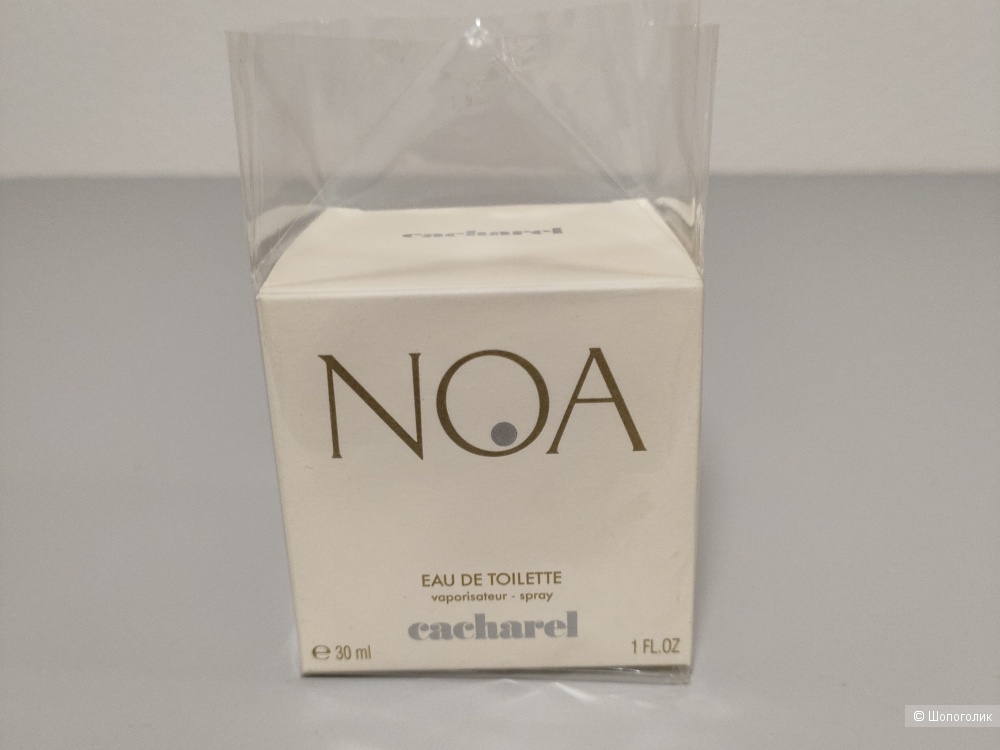 cacharel
NOA
EAU DE TOILETTE
vaporisateur - spray
cacharel
℮ 30 ml
1 FL.OZ
© Шопоголик